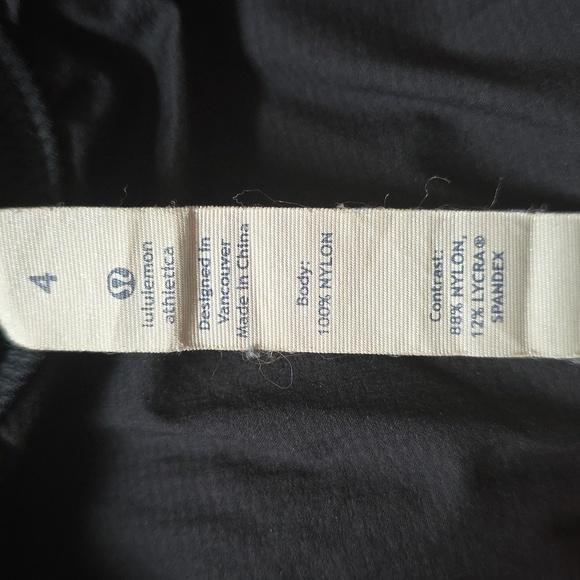 4
lululemon
athletica
Designed in
Vancouver
Made in China
Body:
100% NYLON
Contrast:
88% NYLON,
12% LYCRA®
SPANDEX